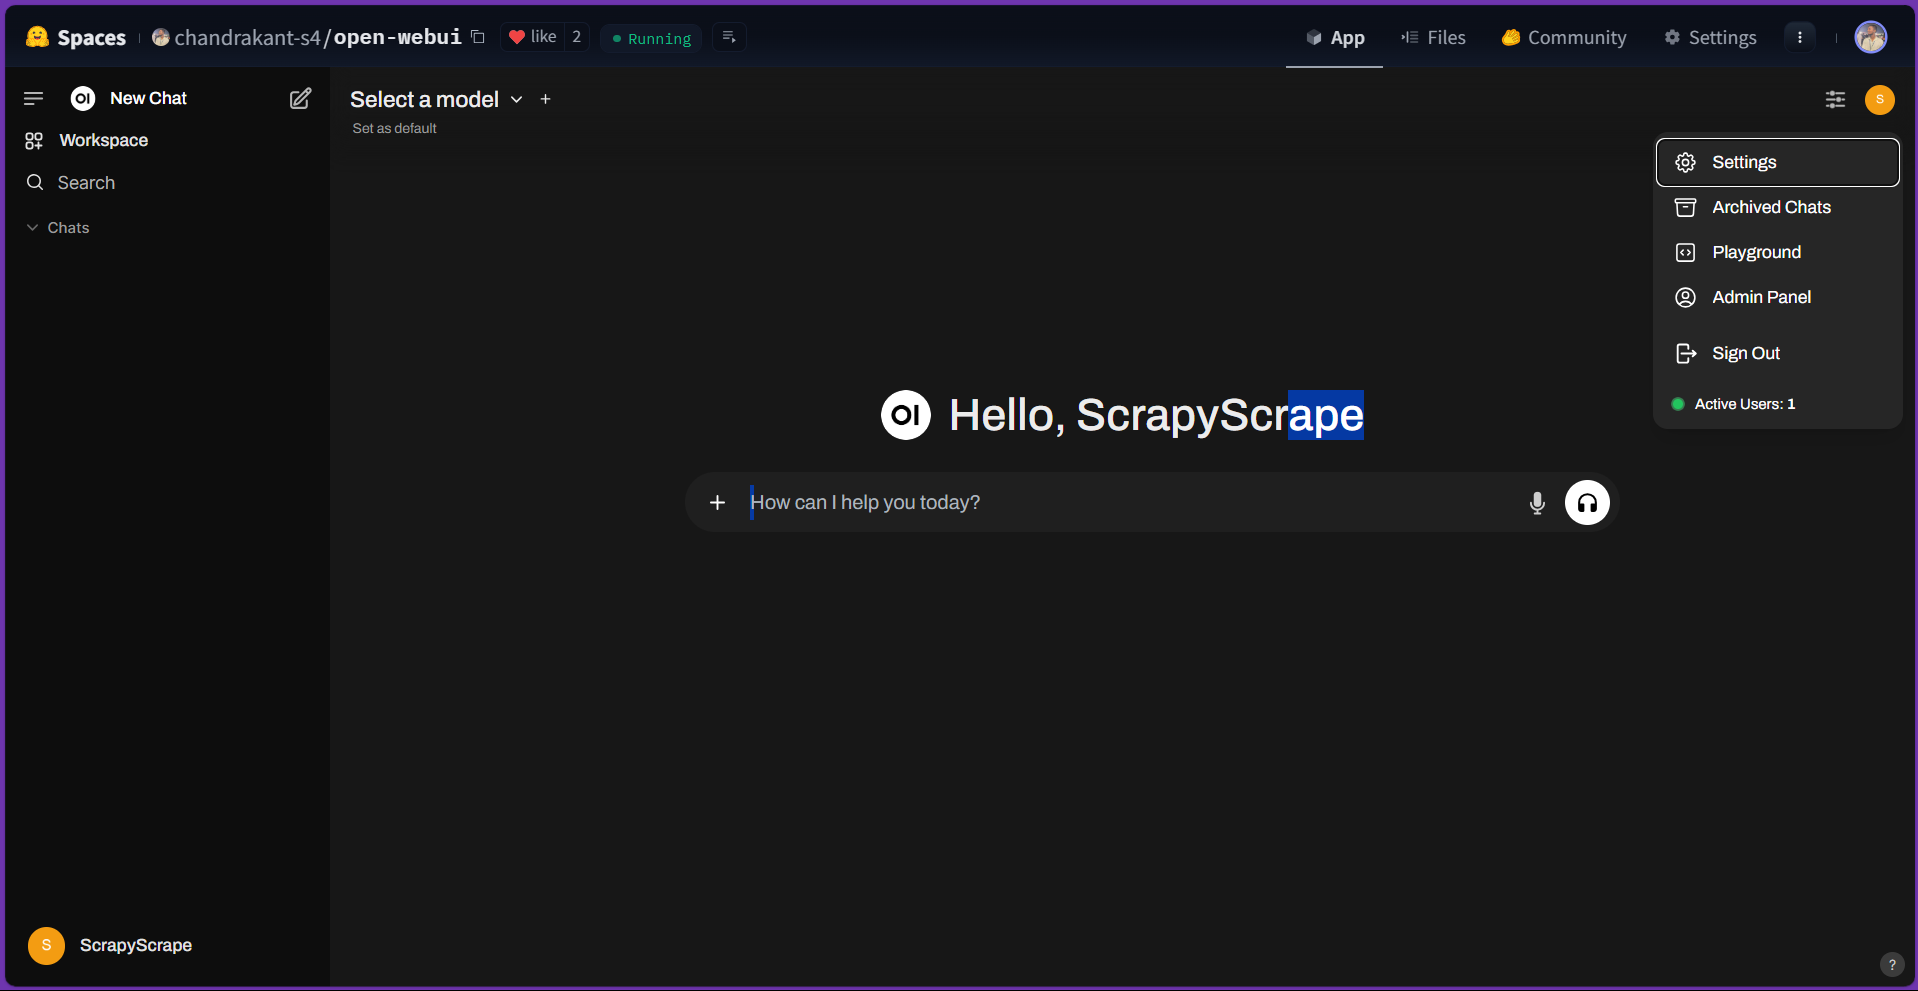 Spaces chandrakant-s4/open-webui like 2 Running App Files Community Settings
OI New Chat
Workspace
Search
Chats
Select a model
Set as default
S
Settings
Archived Chats
Playground
Admin Panel
Sign Out
Active Users: 1
OI Hello, ScrapyScrape
How can I help you today?
S ScrapyScrape
?